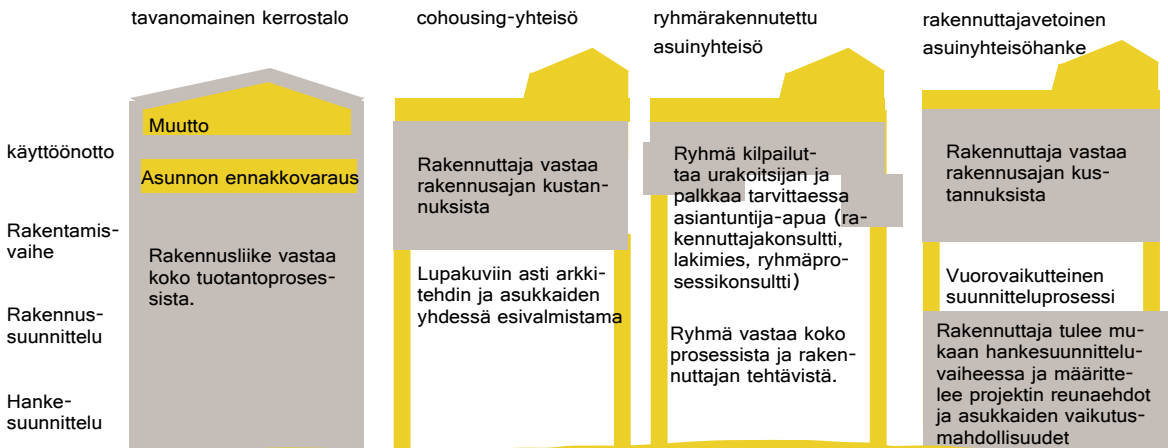 tavanomainen kerrostalo
cohousing-yhteisö
ryhmärakennutettu
asuinyhteisö
rakennuttajavetoinen
asuinyhteisöhanke
käyttöönotto
Rakentamis-
vaihe
Rakennus-
suunnittelu
Hanke-
suunnittelu
Muutto
Asunnon ennakkovaraus
Rakennusliike vastaa
koko tuotantoproses-
sista.
Rakennuttaja vastaa
rakennusajan kustan-
nuksista
Lupakuviin asti arkki-
tehdin ja asukkaiden
yhdessä esivalmistama
Ryhmä kilpailut-
taa urakoitsijan ja
palkkaa tarvittaessa
asiantuntija-apua (ra-
kennuttajakonsultti,
lakimies, ryhmäpro-
sessikonsultti)
Ryhmä vastaa koko
prosessista ja raken-
nuttajan tehtävistä.
Rakennuttaja vastaa
rakennusajan kus-
tannuksista
Vuorovaikutteinen
suunnitteluprosessi
Rakennuttaja tulee mu-
kaan hankesuunnittelu-
vaiheessa ja määritte-
lee projektin reunaehdot
ja asukkaiden vaikutus-
mahdollisuudet